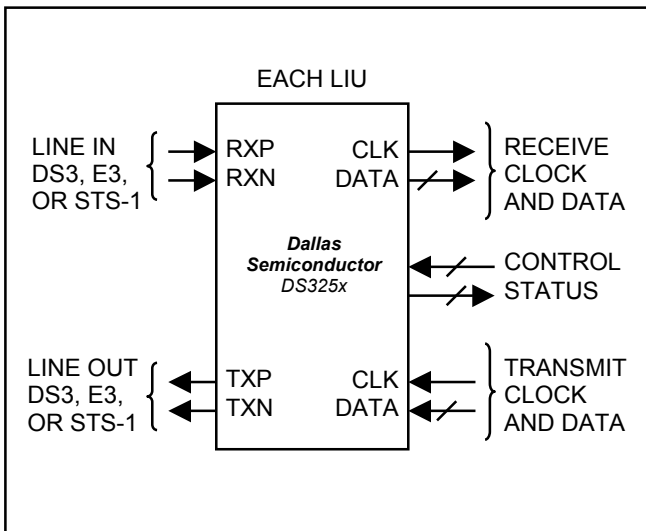 EACH LIU
LINE IN
DS3, E3,
OR STS-1
RXP
RXN
CLK
DATA
RECEIVE
CLOCK
AND DATA
Dallas
Semiconductor
DS325x
CONTROL
STATUS
LINE OUT
DS3, E3,
OR STS-1
TXP
TXN
CLK
DATA
TRANSMIT
CLOCK
AND DATA